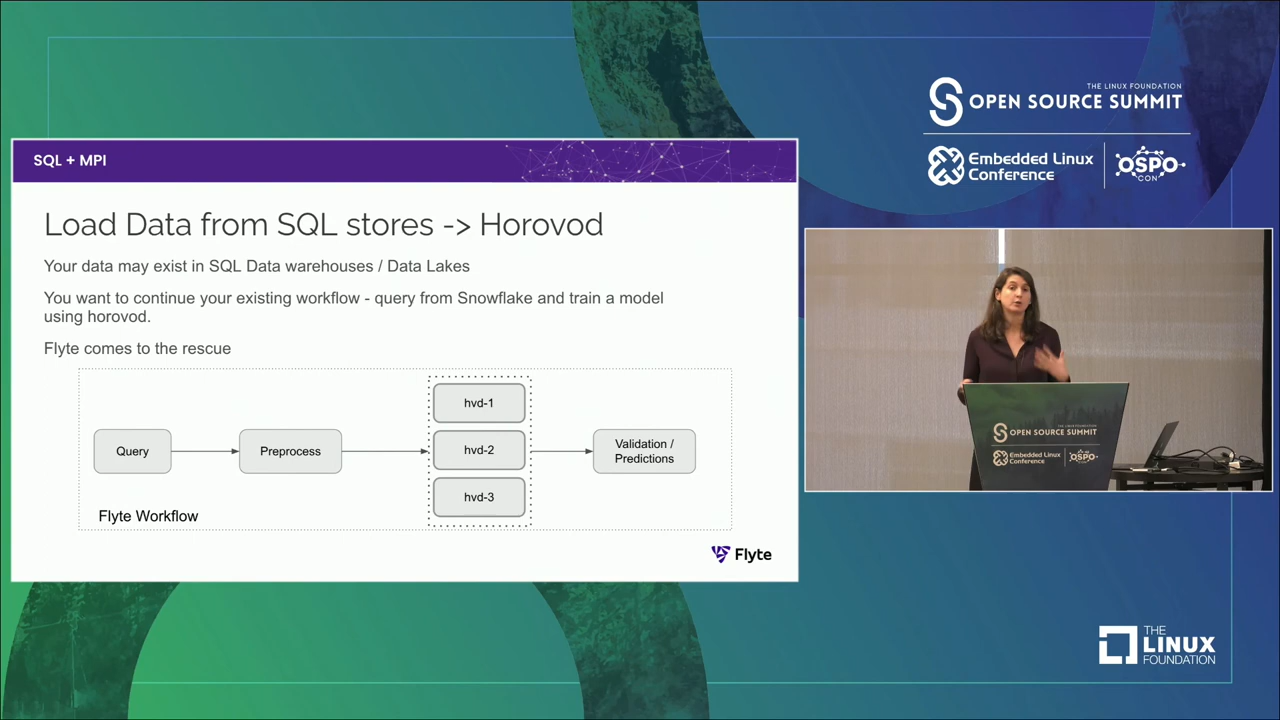 THE LINUX FOUNDATION
OPEN SOURCE SUMMIT
Embedded Linux
Conference
OSPO
CON
SQL + MPI
Load Data from SQL stores -> Horovod
Your data may exist in SQL Data warehouses / Data Lakes
You want to continue your existing workflow - query from Snowflake and train a model
using horovod.
Flyte comes to the rescue
Query
Preprocess
hvd-1
hvd-2
hvd-3
Validation /
Predictions
Flyte Workflow
Flyte
OPEN SOURCE SUMMIT
Embedded Linux
Conference
OSPO
CON
THE
LINUX
FOUNDATION